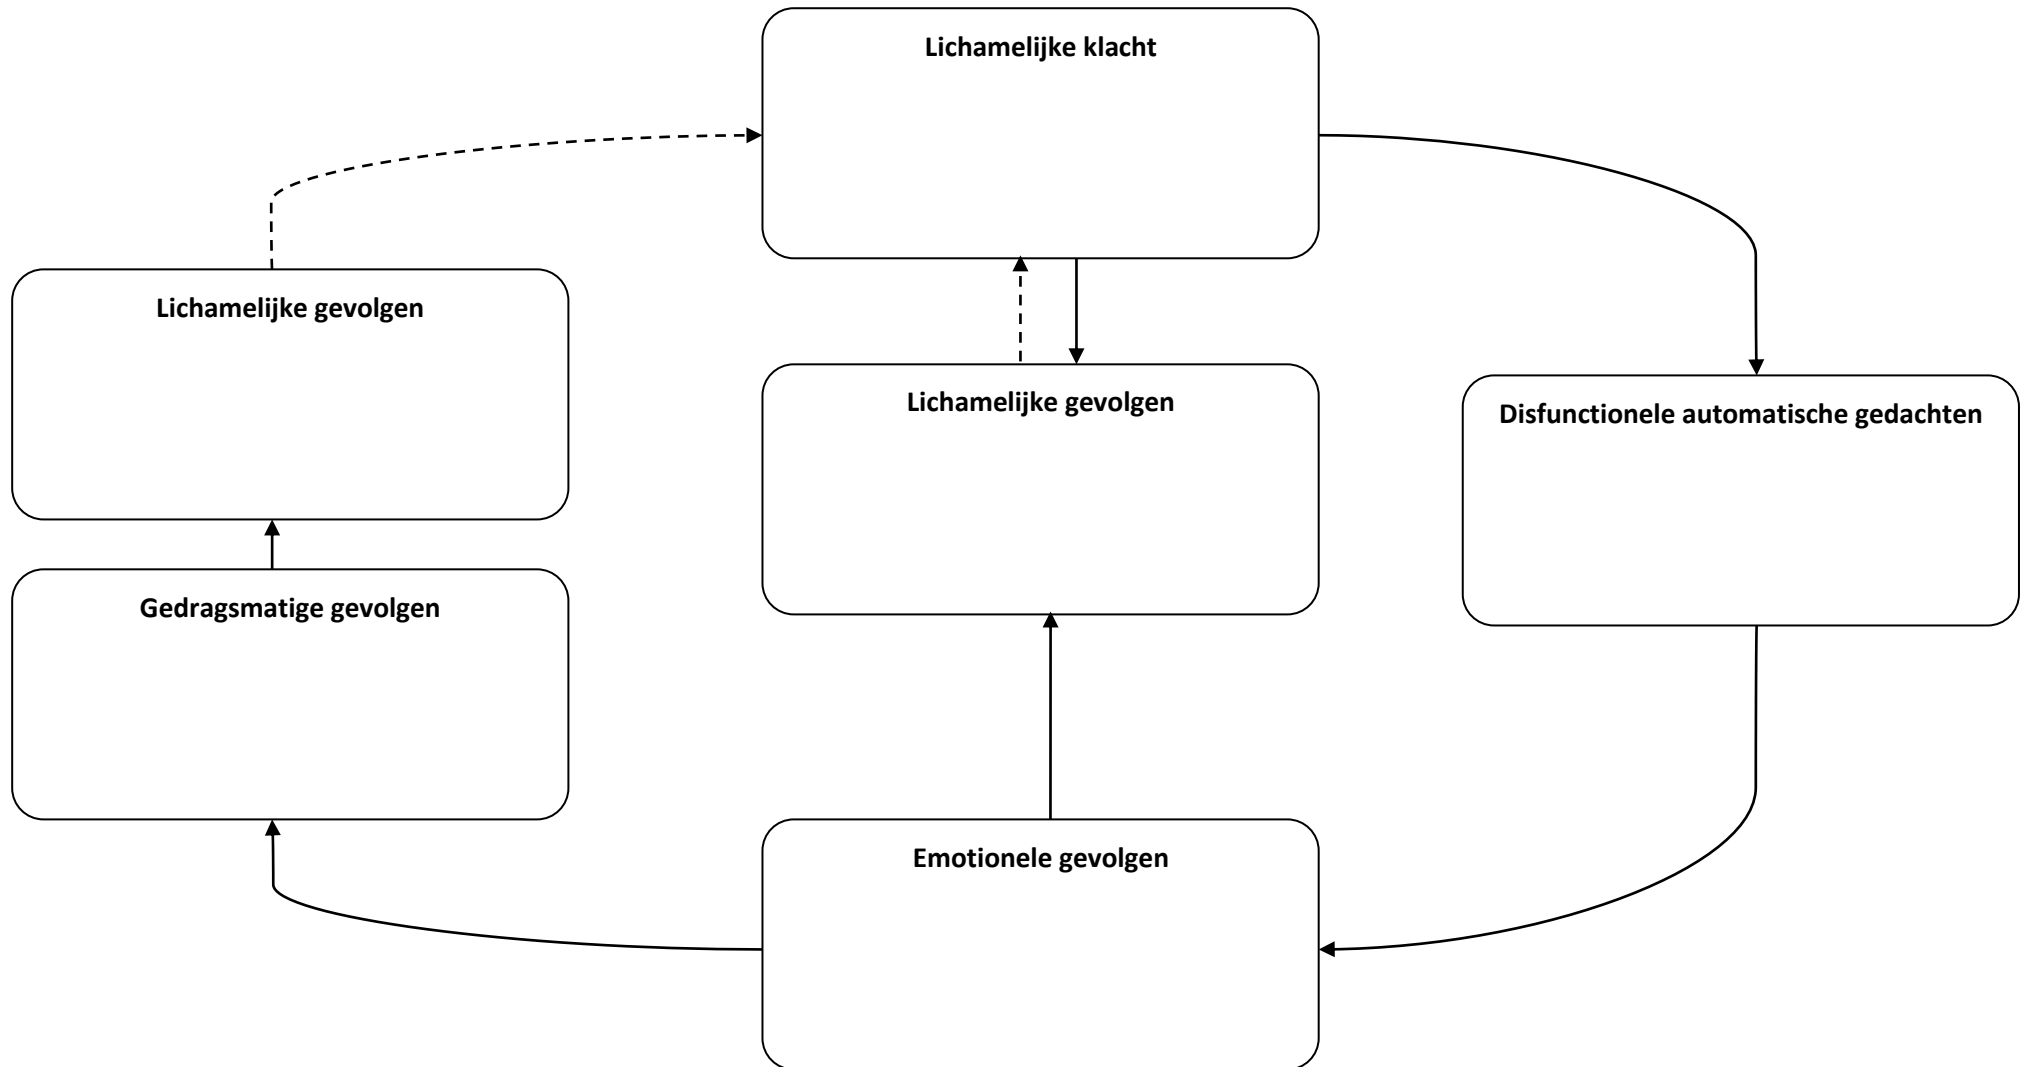 Lichamelijke klacht
Lichamelijke gevolgen
Lichamelijke gevolgen
Disfunctionele automatische gedachten
Gedragsmatige gevolgen
Emotionele gevolgen